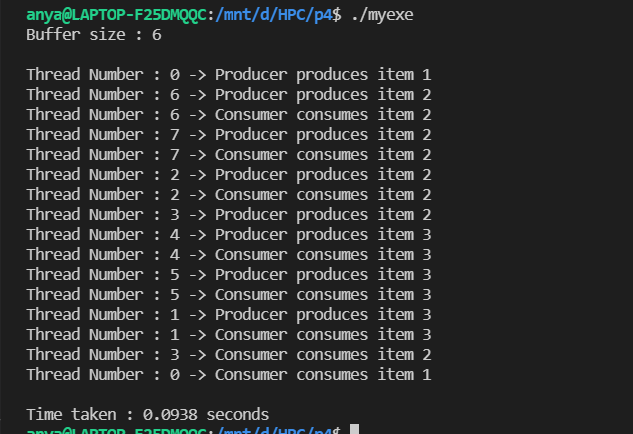 anya@LAPTOP-F25DMQQC:/mnt/d/HPC/p4$ ./myexe
Buffer size : 6
Thread Number : 0 -> Producer produces item 1
Thread Number : 6 -> Producer produces item 2
Thread Number : 6 -> Consumer consumes item 2
Thread Number : 7 -> Producer produces item 2
Thread Number : 7 -> Consumer consumes item 2
Thread Number : 2 -> Producer produces item 2
Thread Number : 2 -> Consumer consumes item 2
Thread Number : 3 -> Producer produces item 2
Thread Number : 4 -> Producer produces item 3
Thread Number : 4 -> Consumer consumes item 3
Thread Number : 5 -> Producer produces item 3
Thread Number : 5 -> Consumer consumes item 3
Thread Number : 1 -> Producer produces item 3
Thread Number : 1 -> Consumer consumes item 3
Thread Number : 3 -> Consumer consumes item 2
Thread Number : 0 -> Consumer consumes item 1
Time taken : 0.0938 seconds
anya@LAPTOP-F25DMQQC:/mnt/d/HPC/p4$